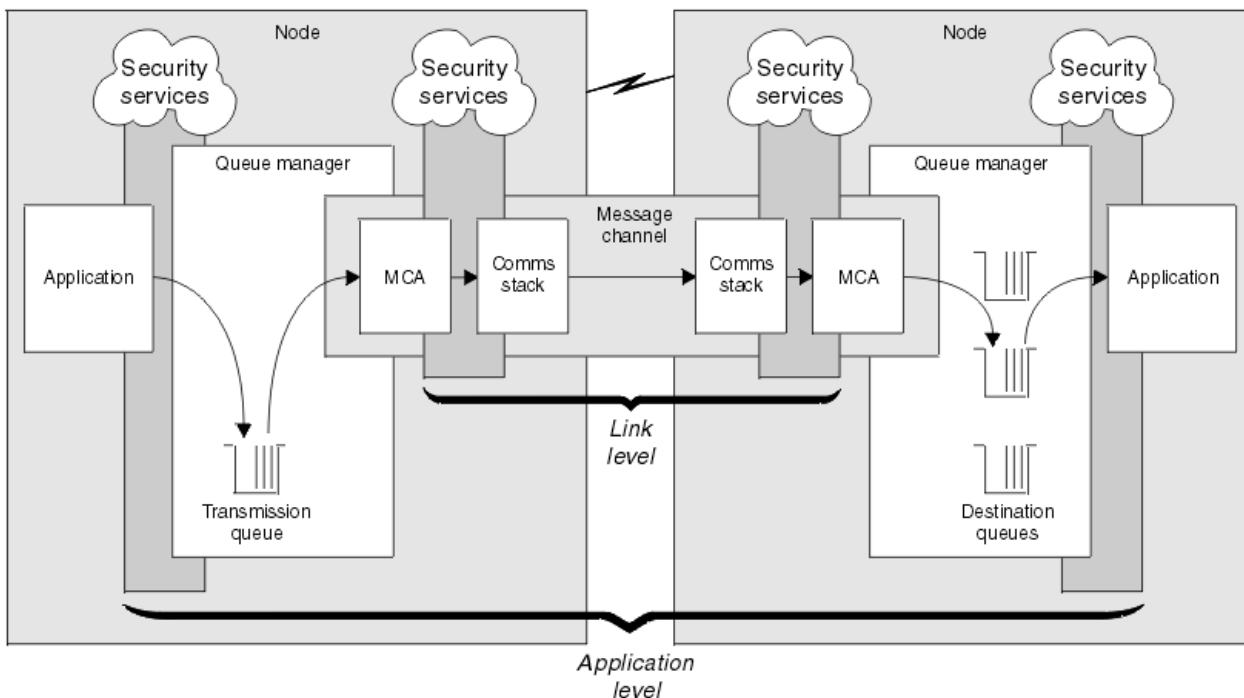 Node
Node
Security
services
Security
services
Security
services
Security
services
Queue manager
Queue manager
Message
channel
Application
MCA
Comms
stack
Comms
stack
MCA
Application
Link
level
Transmission
queue
Destination
queues
Application
level